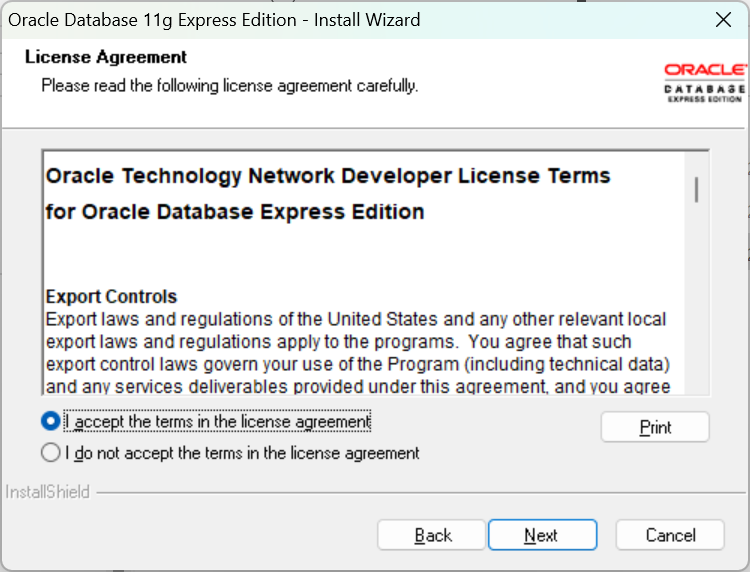 Oracle Database 11g Express Edition - Install Wizard
License Agreement
Please read the following license agreement carefully.
ORACLE
DATABASE
EXPRESS EDITION
Oracle Technology Network Developer License Terms
for Oracle Database Express Edition
Export Controls
Export laws and regulations of the United States and any other relevant local
export laws and regulations apply to the programs.  You agree that such
export control laws govern your use of the Program (including technical data)
and any services deliverables provided under this agreement, and you agree
I accept the terms in the license agreement
Print
I do not accept the terms in the license agreement
InstallShield
Back
Next
Cancel